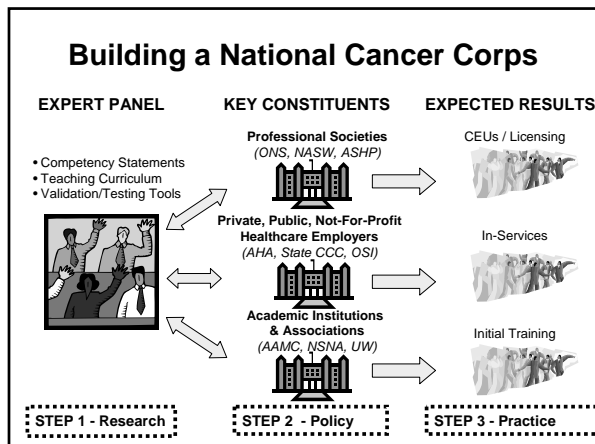 Building a National Cancer Corps
EXPERT PANEL
• Competency Statements
• Teaching Curriculum
• Validation/Testing Tools
KEY CONSTITUENTS
Professional Societies
(ONS, NASW, ASHP)
Private, Public, Not-For-Profit
Healthcare Employers
(AHA, State CCC, OSI)
Academic Institutions
& Associations
(AAMC, NSNA, UW)
EXPECTED RESULTS
CEUs / Licensing
In-Services
Initial Training
STEP 1 - Research
STEP 2 - Policy
STEP 3 - Practice